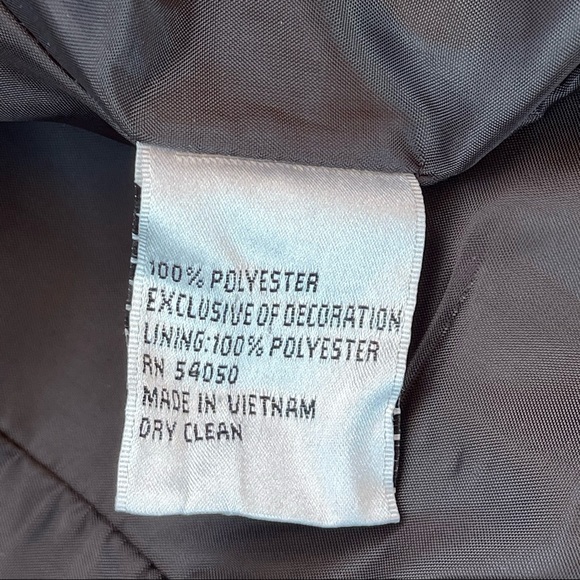 100% POLYESTER
EXCLUSIVE OF DECORATION
LINING:100% POLYESTER
RN 54050
MADE IN VIETNAM
DRY CLEAN